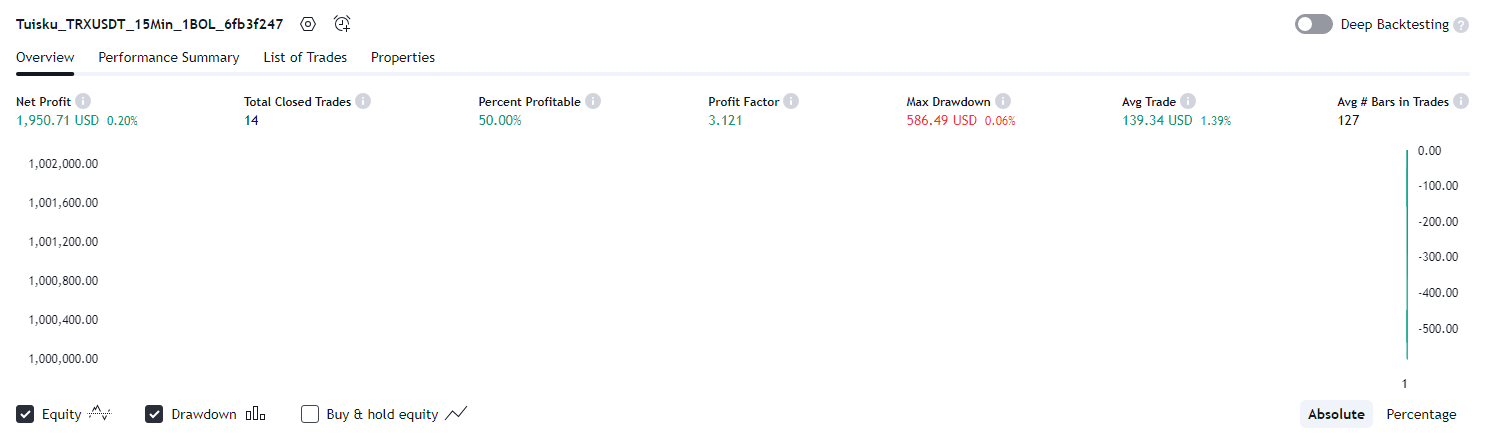 Tuisku_TRXUSDT_15Min_1BOL_6fb3f247
Deep Backtesting ?
Overview Performance Summary List of Trades Properties
Net Profit i Total Closed Trades i Percent Profitable i Profit Factor i Max Drawdown i Avg Trade i Avg # Bars in Trades i
1,950.71 USD 0.20% 14 50.00% 3.121 586.49 USD 0.06% 139.34 USD 1.39% 127
1,002,000.00 0.00
1,001,600.00 -100.00
1,001,200.00 -200.00
1,000,800.00 -300.00
1,000,400.00 -400.00
1,000,000.00 -500.00
1
Equity Drawdown Buy & hold equity Absolute Percentage